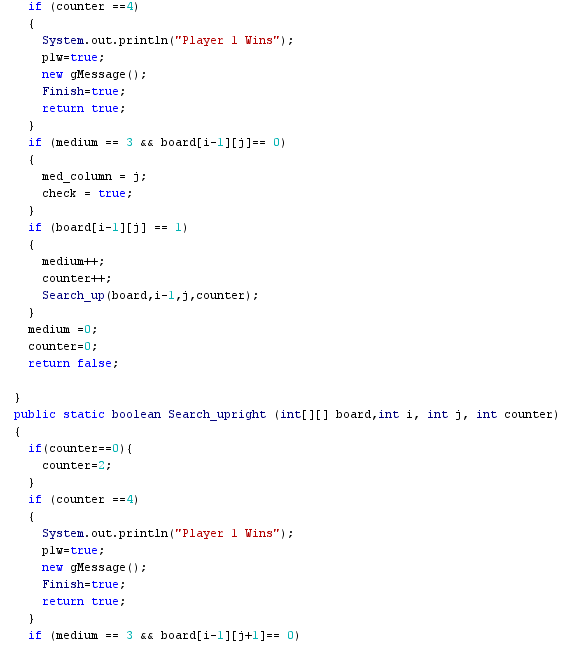 if (counter ==4)
{
System.out.println("Player 1 Wins");
plw=true;
new gMessage();
Finish=true;
return true;
}
if (medium == 3 && board[i-1][j]== 0)
{
med_column = j;
check = true;
}
if (board[i-1][j] == 1)
{
medium++;
counter++;
Search_up(board,i-1,j,counter);
}
medium =0;
counter=0;
return false;
}
public static boolean Search_upright (int[][] board,int i, int j, int counter)
{
if(counter==0){
counter=2;
}
if (counter ==4)
{
System.out.println("Player 1 Wins");
plw=true;
new gMessage();
Finish=true;
return true;
}
if (medium == 3 && board[i-1][j+1]== 0)